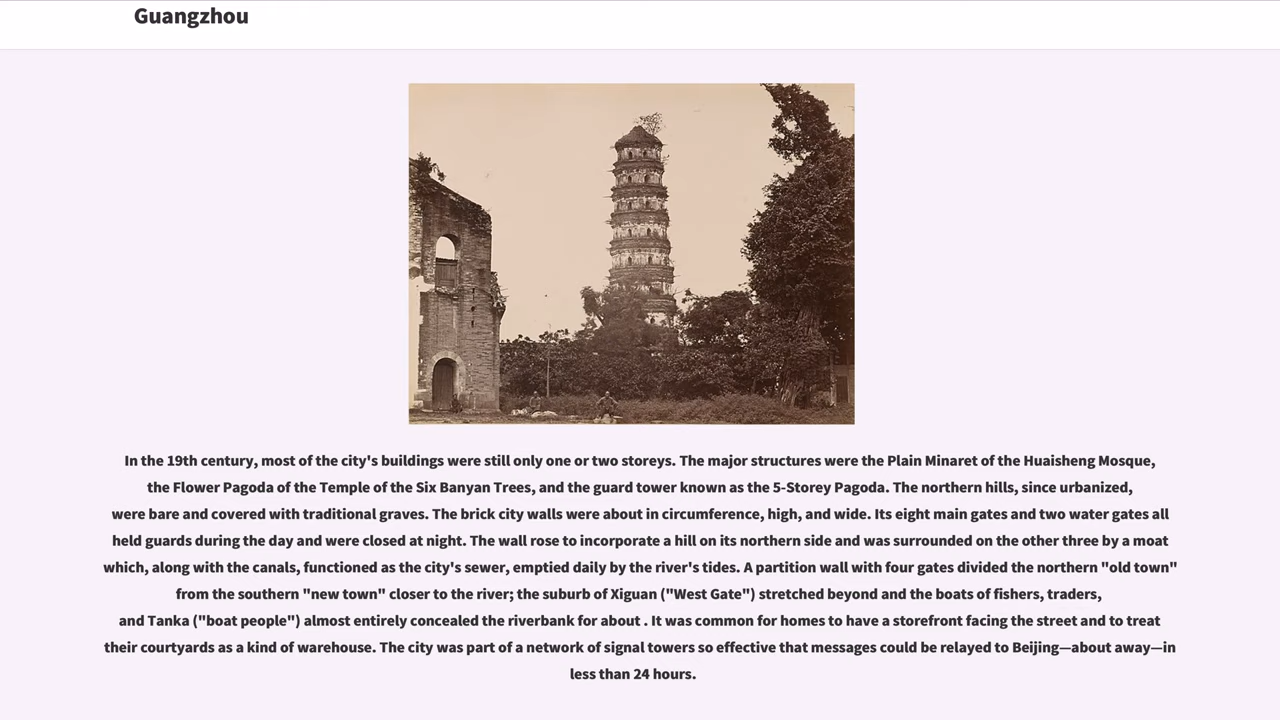 Guangzhou
In the 19th century, most of the city's buildings were still only one or two storeys. The major structures were the Plain Minaret of the Huaisheng Mosque,
the Flower Pagoda of the Temple of the Six Banyan Trees, and the guard tower known as the 5-Storey Pagoda. The northern hills, since urbanized,
were bare and covered with traditional graves. The brick city walls were about in circumference, high, and wide. Its eight main gates and two water gates all
held guards during the day and were closed at night. The wall rose to incorporate a hill on its northern side and was surrounded on the other three by a moat
which, along with the canals, functioned as the city's sewer, emptied daily by the river's tides. A partition wall with four gates divided the northern "old town"
from the southern "new town" closer to the river; the suburb of Xiguan ("West Gate") stretched beyond and the boats of fishers, traders,
and Tanka ("boat people") almost entirely concealed the riverbank for about . It was common for homes to have a storefront facing the street and to treat
their courtyards as a kind of warehouse. The city was part of a network of signal towers so effective that messages could be relayed to Beijing—about away—in
less than 24 hours.